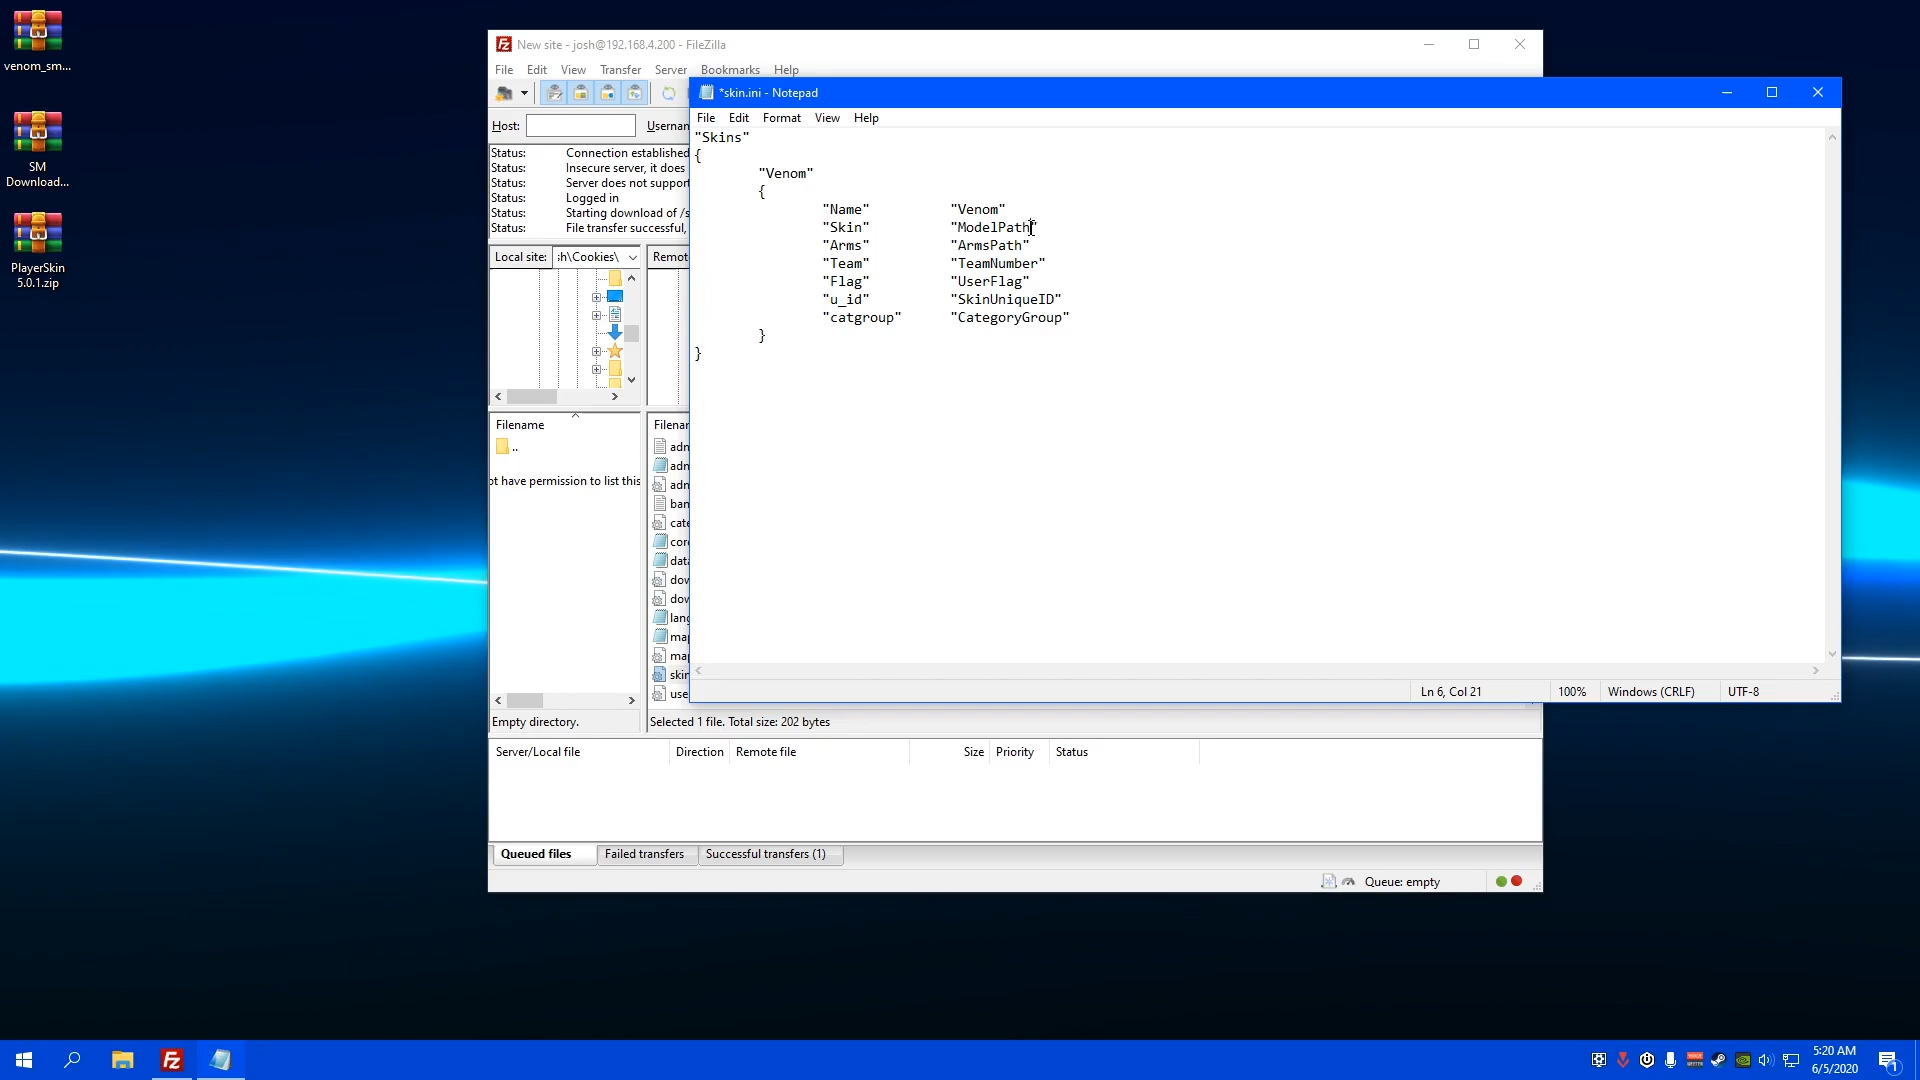 venom_sm...
SM
Download...
PlayerSkin
5.0.1.zip
New site - josh@192.168.4.200 - FileZilla
File Edit View Transfer Server Bookmarks Help
Host:
*skin.ini - Notepad
File Edit Format View Help
"Skins"
{
"Venom"
{
"Name" "Venom"
"Skin" "ModelPath"
"Arms" "ArmsPath"
"Team" "TeamNumber"
"Flag" "UserFlag"
"u_id" "SkinUniqueID"
"catgroup" "CategoryGroup"
}
}
Ln 6, Col 21 100% Windows (CRLF) UTF-8
Status: Connection established
Status: Insecure server, it does
Status: Server does not support
Status: Logged in
Status: Starting download of /s
Status: File transfer successful,
Local site: :h\Cookies\
Filename
..
ot have permission to list this
Empty directory.
Selected 1 file. Total size: 202 bytes
Server/Local file Direction Remote file Size Priority Status
Queued files Failed transfers Successful transfers (1)
Queue: empty
5:20 AM
6/5/2020
1